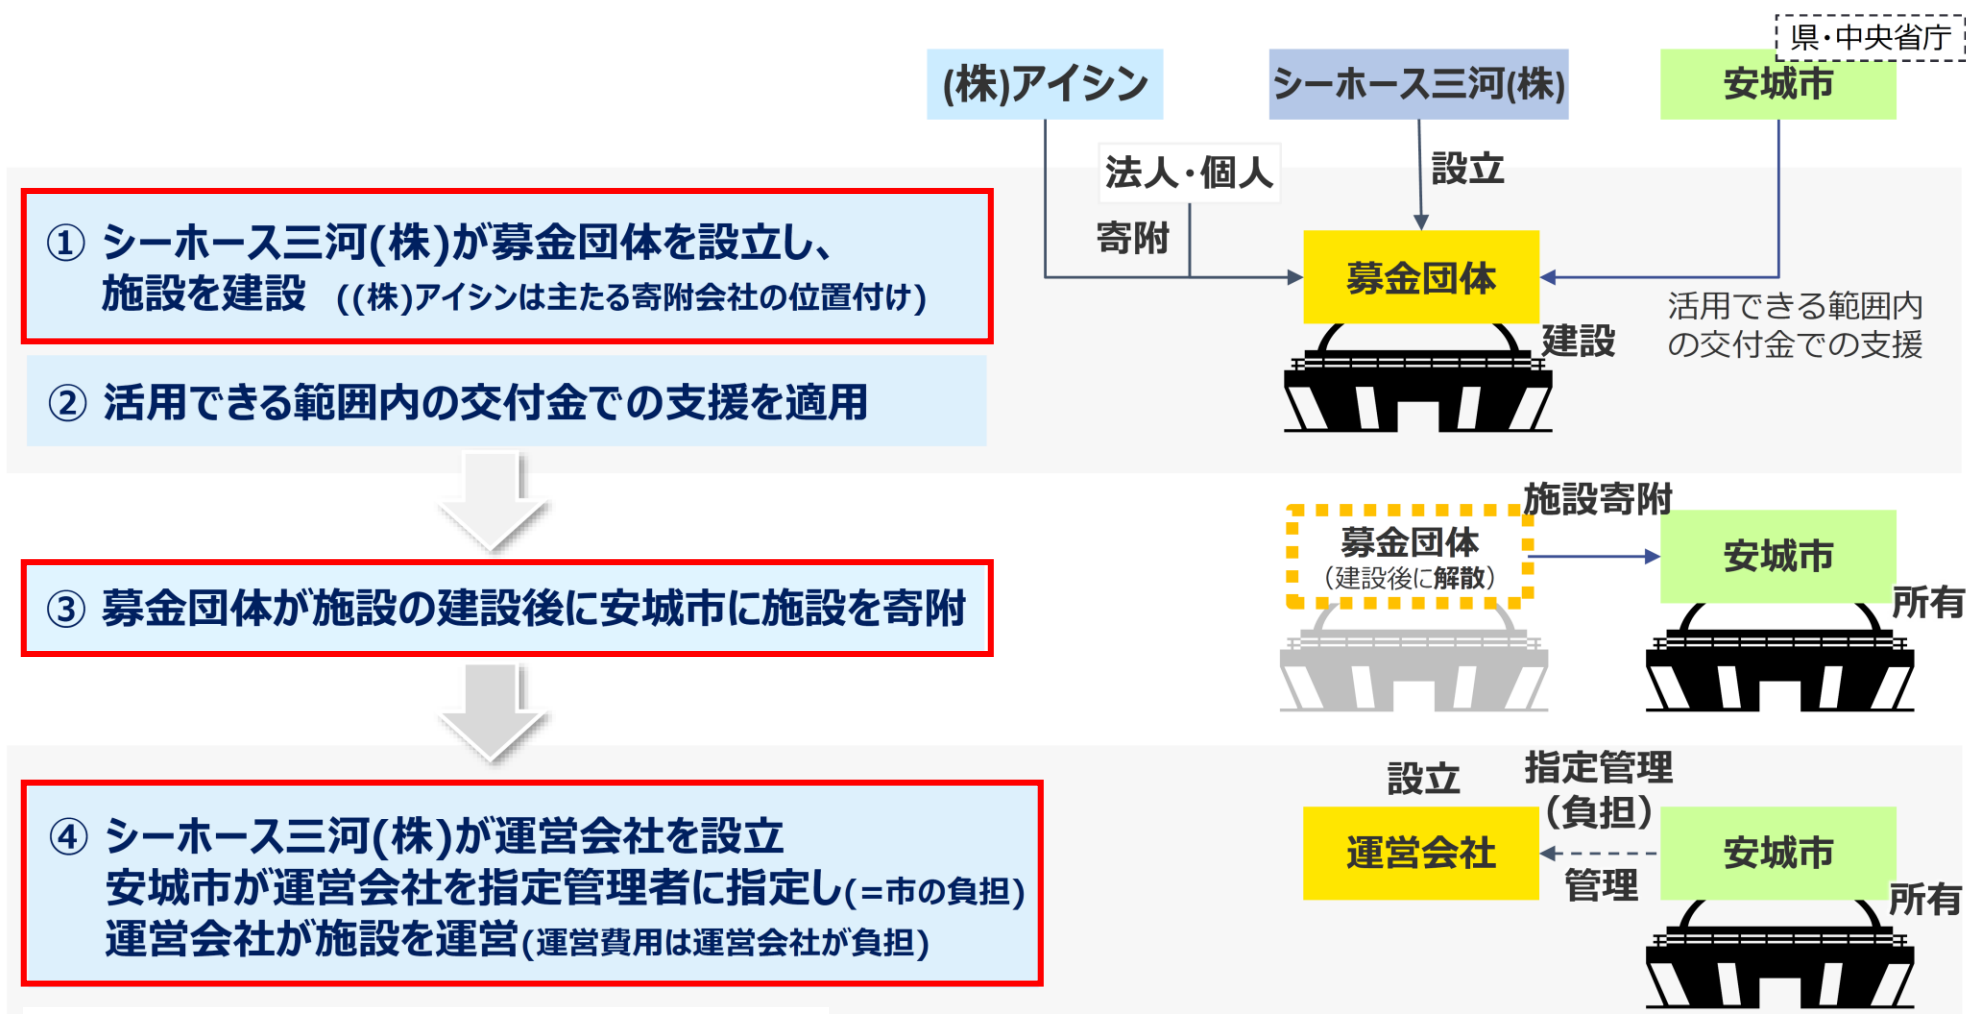 県・中央省庁
(株)アイシン
シーホース三河(株)
安城市
法人・個人
設立
寄附
① シーホース三河(株)が募金団体を設立し、
施設を建設 ((株)アイシンは主たる寄附会社の位置付け)
募金団体
建設
活用できる範囲内
の交付金での支援
② 活用できる範囲内の交付金での支援を適用
施設寄附
募金団体
（建設後に解散）
安城市
所有
③ 募金団体が施設の建設後に安城市に施設を寄附
設立
指定管理
（負担）
運営会社
安城市
管理
所有
④ シーホース三河(株)が運営会社を設立
安城市が運営会社を指定管理者に指定し(=市の負担)
運営会社が施設を運営(運営費用は運営会社が負担)